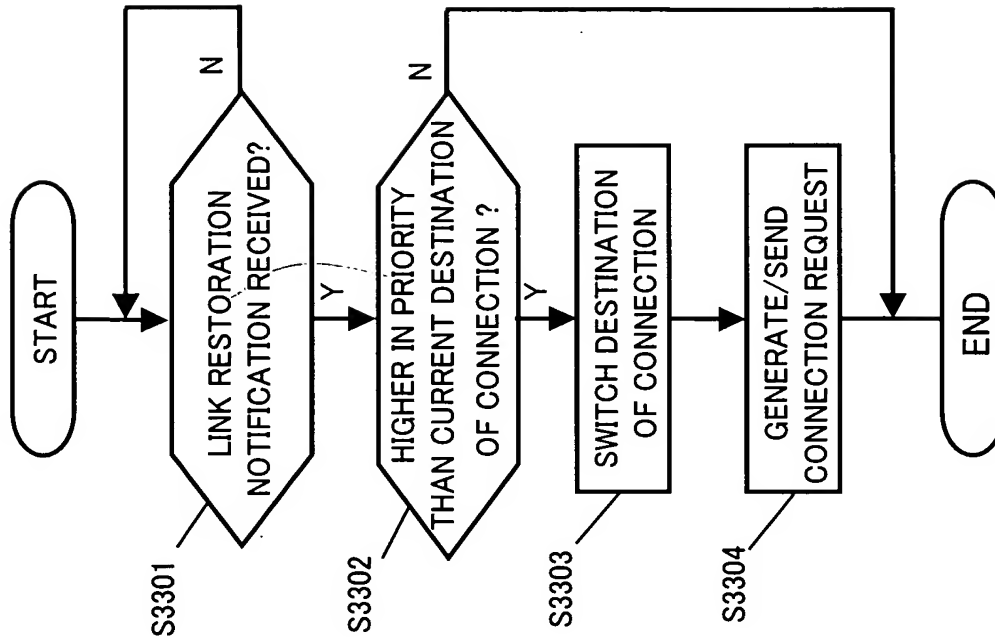 START
S3301
LINK RESTORATION
NOTIFICATION RECEIVED?
N
Y
S3302
HIGHER IN PRIORITY
THAN CURRENT DESTINATION
OF CONNECTION ?
N
Y
S3303
SWITCH DESTINATION
OF CONNECTION
S3304
GENERATE/SEND
CONNECTION REQUEST
END